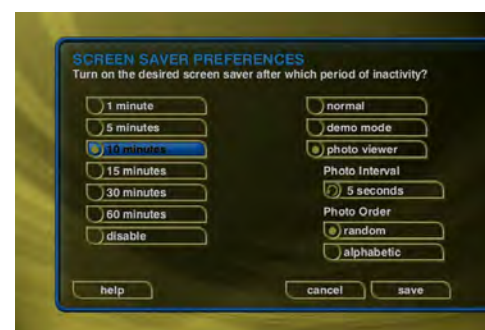 SCREEN SAVER PREFERENCES
Turn on the desired screen saver after which period of inactivity?
1 minute
5 minutes
10 minutes
15 minutes
30 minutes
60 minutes
disable
normal
demo mode
photo viewer
Photo Interval
5 seconds
Photo Order
random
alphabetic
help
cancel
save